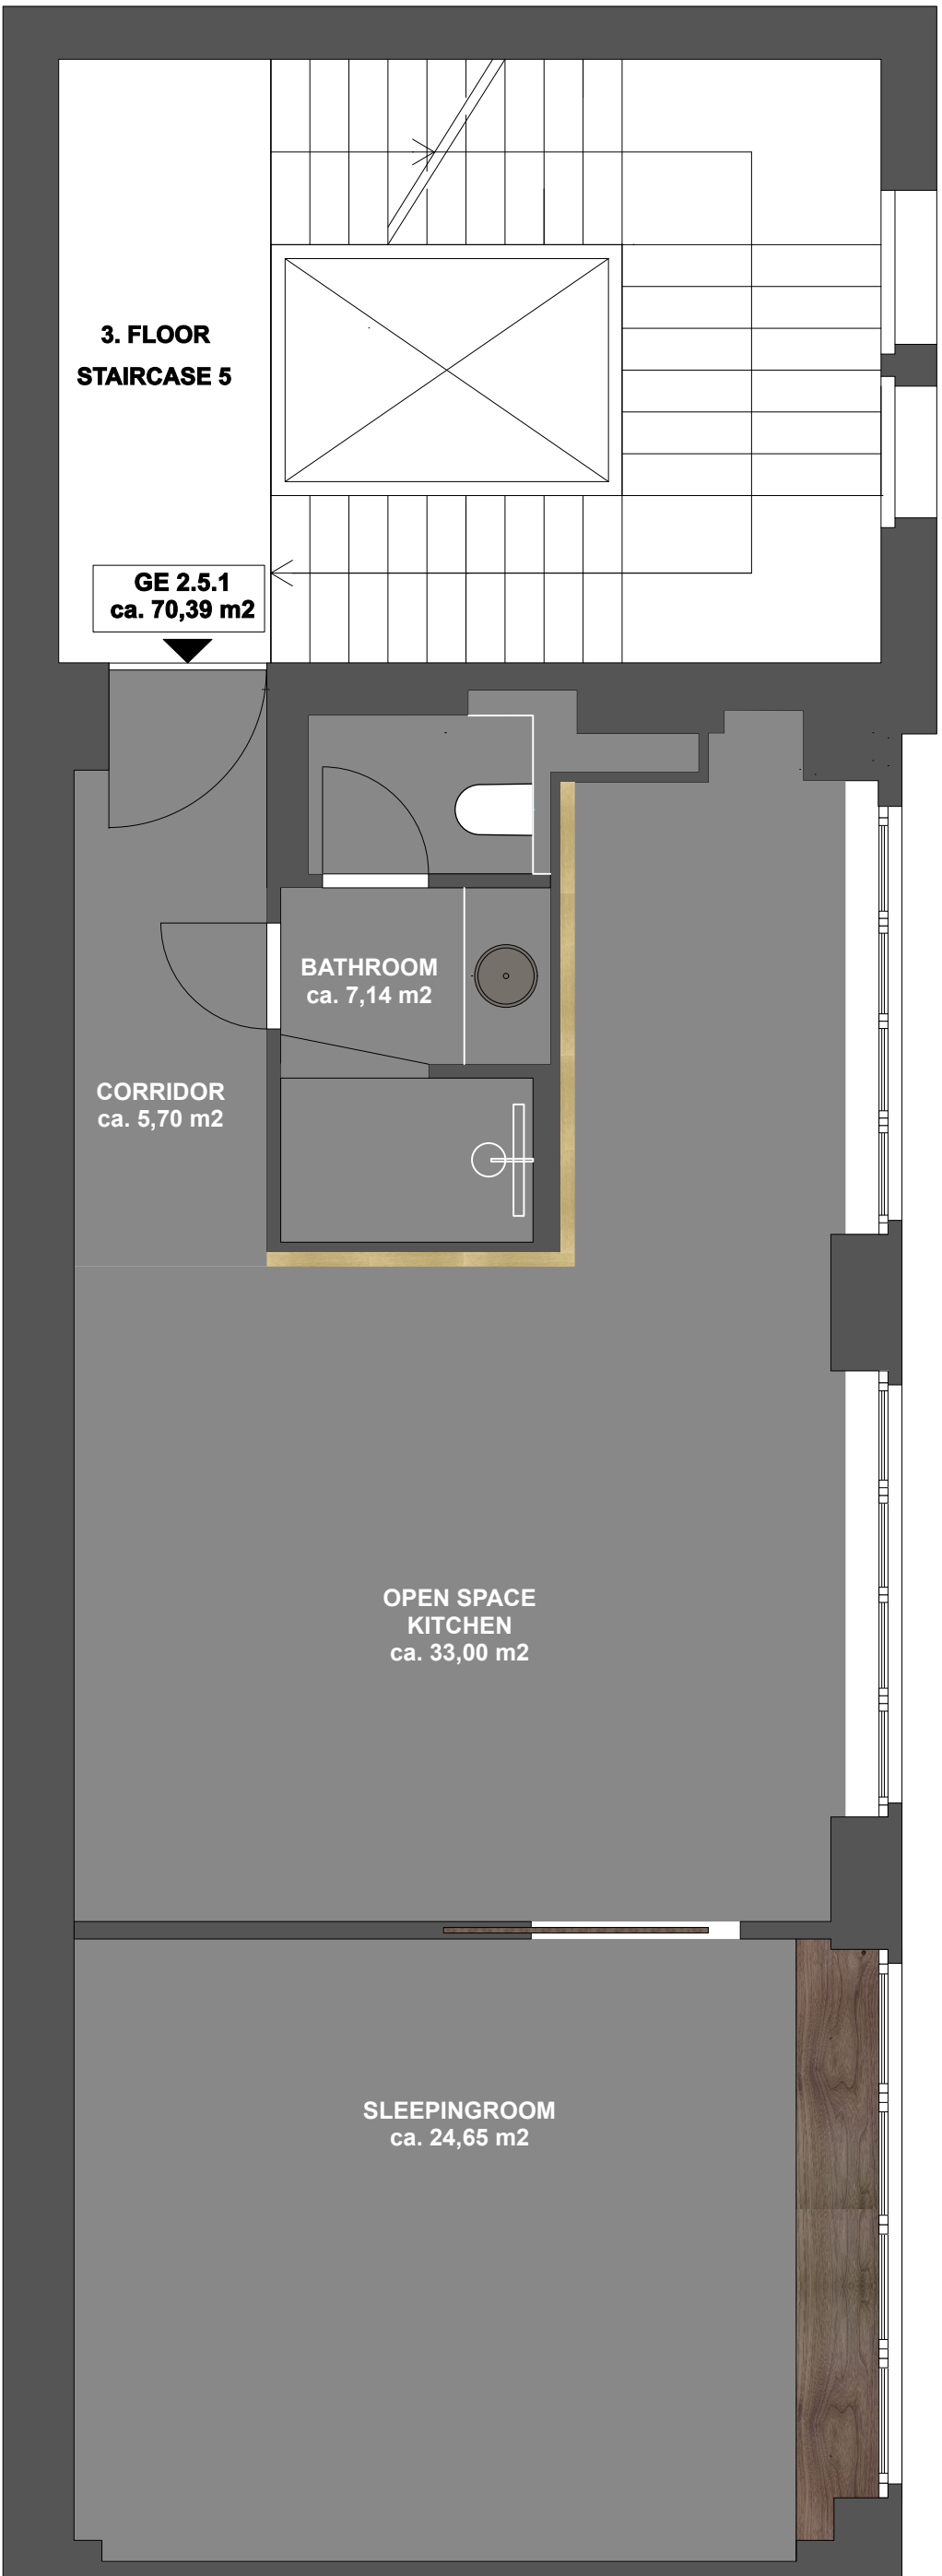 3. FLOOR
STAIRCASE 5
GE 2.5.1
ca. 70,39 m2
BATHROOM
ca. 7,14 m2
CORRIDOR
ca. 5,70 m2
OPEN SPACE
KITCHEN
ca. 33,00 m2
SLEEPINGROOM
ca. 24,65 m2